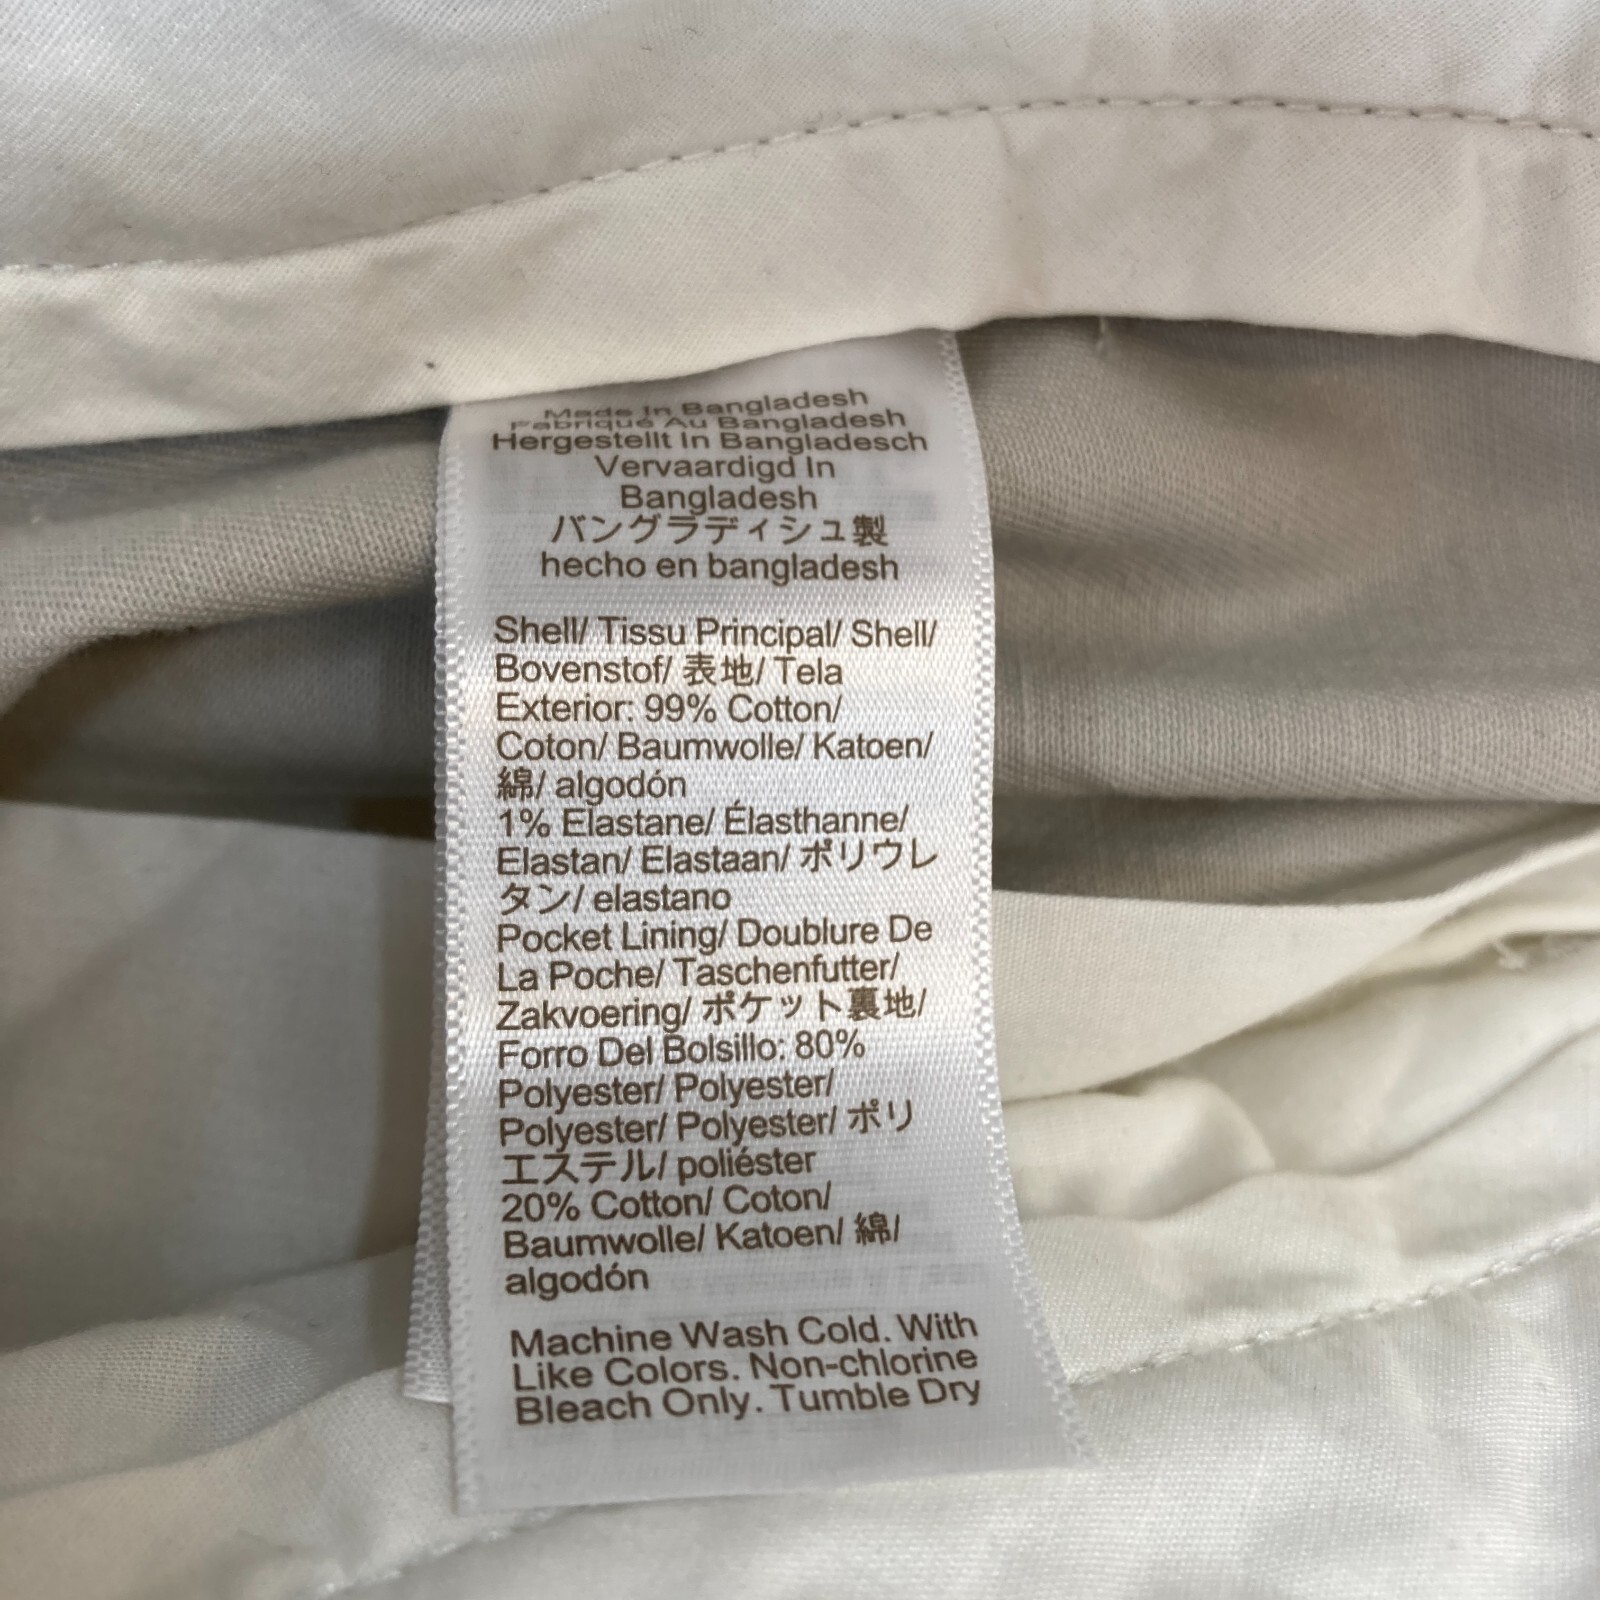 Made In Bangladesh
Fabriqué Au Bangladesh
Hergestellt In Bangladesch
Vervaardigd In
Bangladesh
バングラディシュ製
hecho en bangladesh
Shell/ Tissu Principal/ Shell/
Bovenstof/ 表地/ Tela
Exterior: 99% Cotton/
Coton/ Baumwolle/ Katoen/
綿/ algodón
1% Elastane/ Élasthanne/
Elastan/ Elastaan/ ポリウレ
タン/ elastano
Pocket Lining/ Doublure De
La Poche/ Taschenfutter/
Zakvoering/ ポケット裏地/
Forro Del Bolsillo: 80%
Polyester/ Polyester/
Polyester/ Polyester/ ポリ
エステル/ poliéster
20% Cotton/ Coton/
Baumwolle/ Katoen/ 綿/
algodón
Machine Wash Cold. With
Like Colors. Non-chlorine
Bleach Only. Tumble Dry